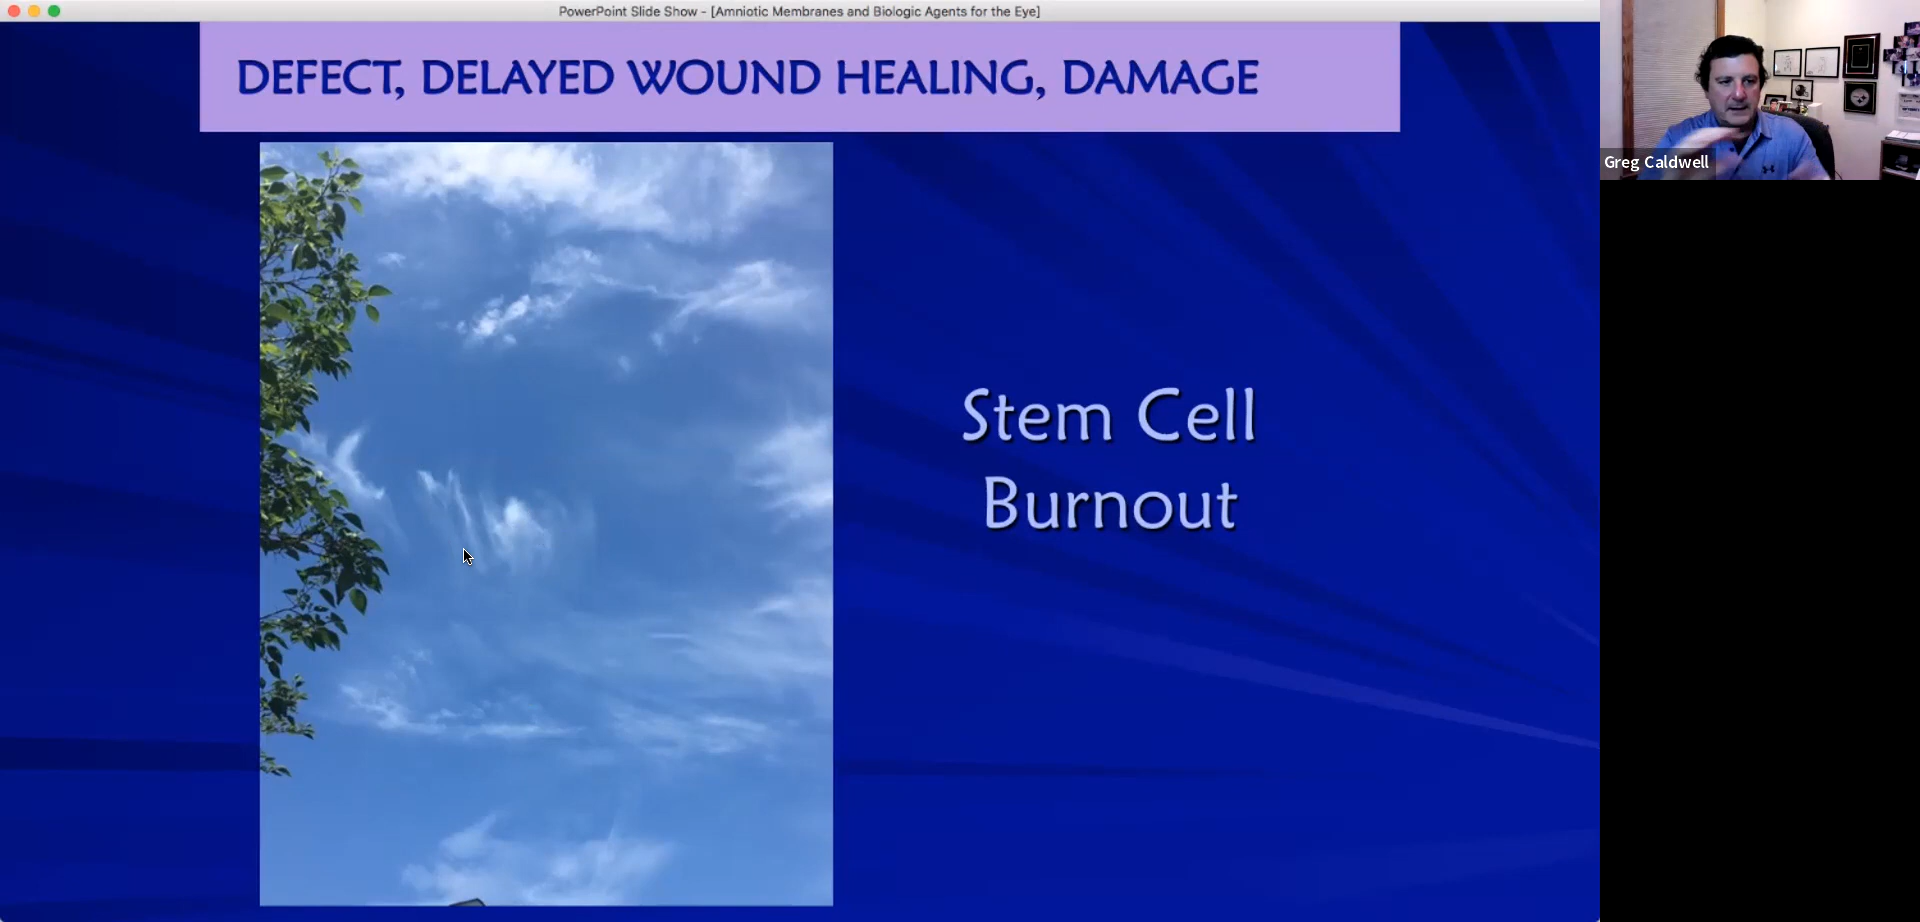 PowerPoint Slide Show - [Amniotic Membranes and Biologic Agents for the Eye]
DEFECT, DELAYED WOUND HEALING, DAMAGE
Stem Cell
Burnout
Greg Caldwell